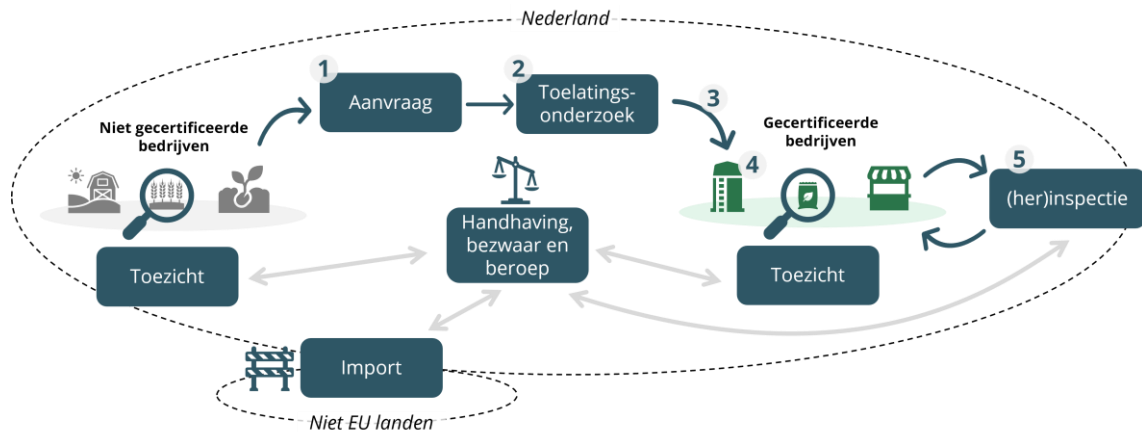 Nederland
1
Aanvraag
2
Toelatings-
onderzoek
3
Niet gecertificeerde
bedrijven
Gecertificeerde
bedrijven
4
5
(her)inspectie
Handhaving,
bezwaar en
beroep
Toezicht
Toezicht
Import
Niet EU landen